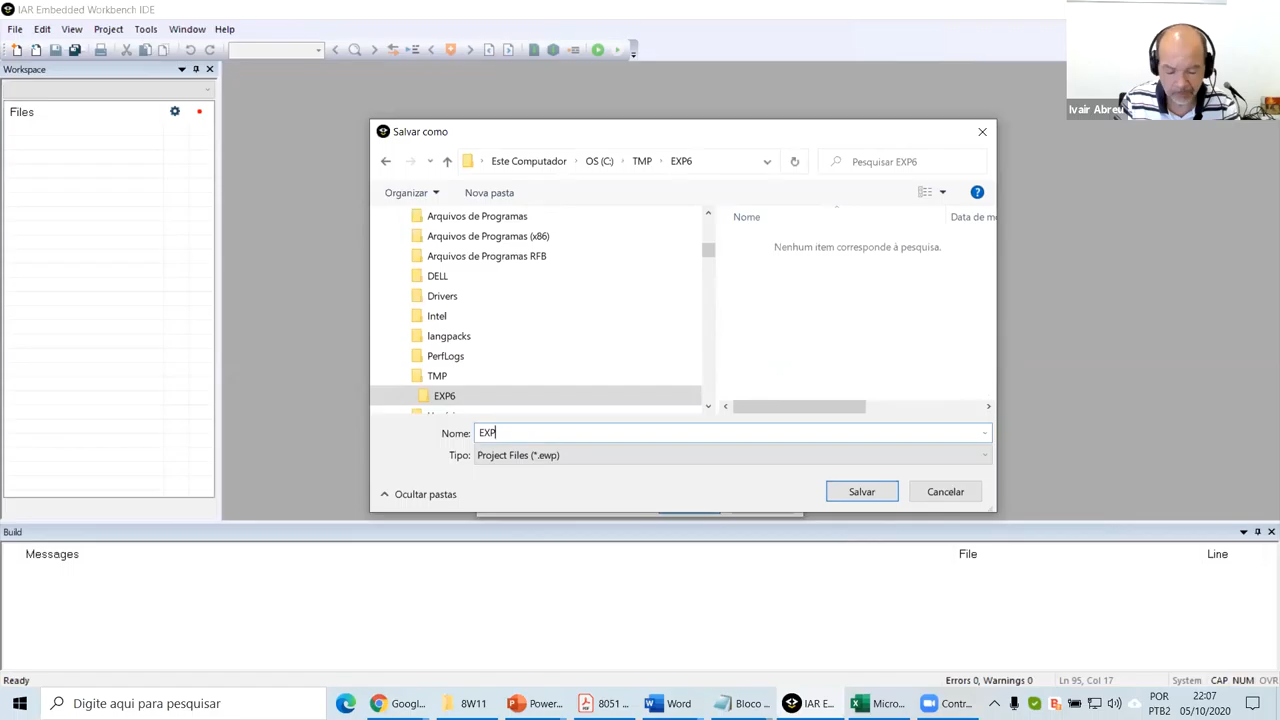 IAR Embedded Workbench IDE
File Edit View Project Tools Window Help
Workspace
Files
Ivair Abreu
Salvar como
Este Computador OS (C:) TMP EXP6
Pesquisar EXP6
Organizar Nova pasta
Arquivos de Programas
Arquivos de Programas (x86)
Arquivos de Programas RFB
DELL
Drivers
Intel
langpacks
PerfLogs
TMP
EXP6
Nome Data de me
Nenhum item corresponde à pesquisa.
Nome: EXP
Tipo: Project Files (*.ewp)
Ocultar pastas Salvar Cancelar
Build
Messages File Line
Ready Errors 0, Warnings 0 Ln 95, Col 17 System CAP NUM OVR
Digite aqui para pesquisar Googl... 8W11 Power... 8051 ... Word Bloco ... IAR E... Micro... Contr...
POR
PTB2
22:07
05/10/2020